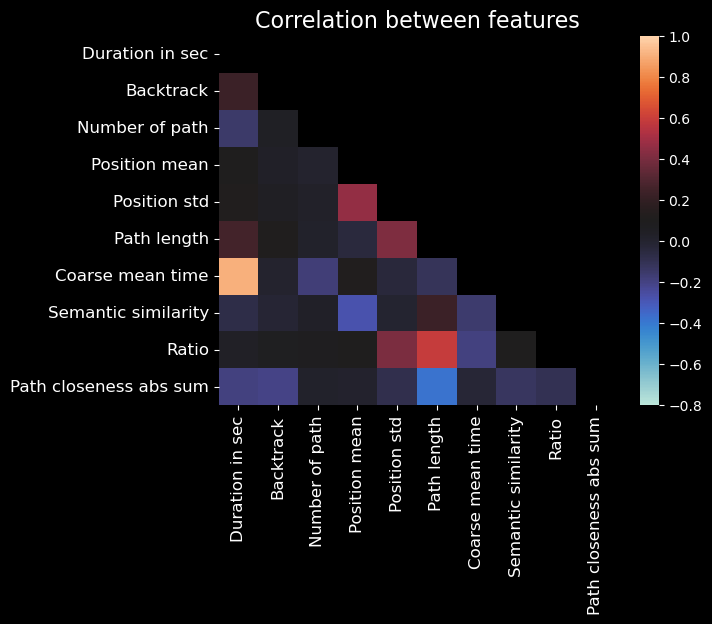 Correlation between features
Duration in sec
Backtrack
Number of path
Position mean
Position std
Path length
Coarse mean time
Semantic similarity
Ratio
Path closeness abs sum
Duration in sec
Backtrack
Number of path
Position mean
Position std
Path length
Coarse mean time
Semantic similarity
Ratio
Path closeness abs sum
1.0
0.8
0.6
0.4
0.2
0.0
−0.2
−0.4
−0.6
−0.8